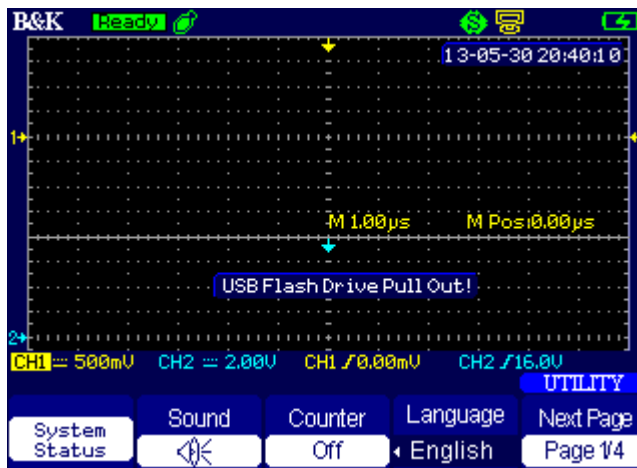 B&K Ready
13-05-30 20:40:10
1
M 1.00µs M Pos:0.00µs
USB Flash Drive Pull Out!
2
CH1 500mV CH2 2.00V CH1 0.00mV CH2 16.0V
UTILITY
System Status
Sound
Counter
Off
Language
English
Next Page
Page 1/4